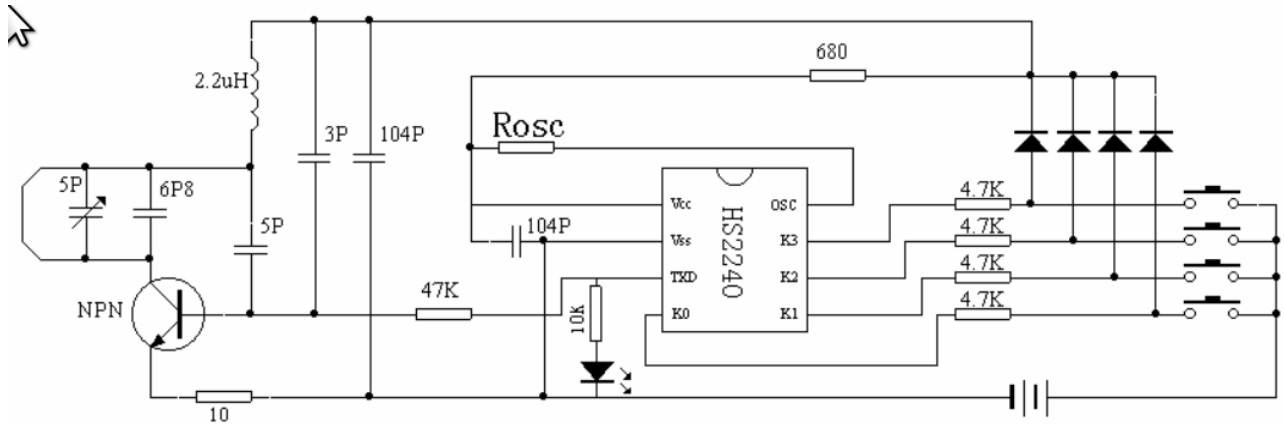 680
2.2uH
Rosc
3P
104P
5P
6P8
4.7K
Vcc
OSC
5P
104P
HS2240
4.7K
Vss
K3
4.7K
TXD
K2
47K
4.7K
NPN
10K
K0
K1
10